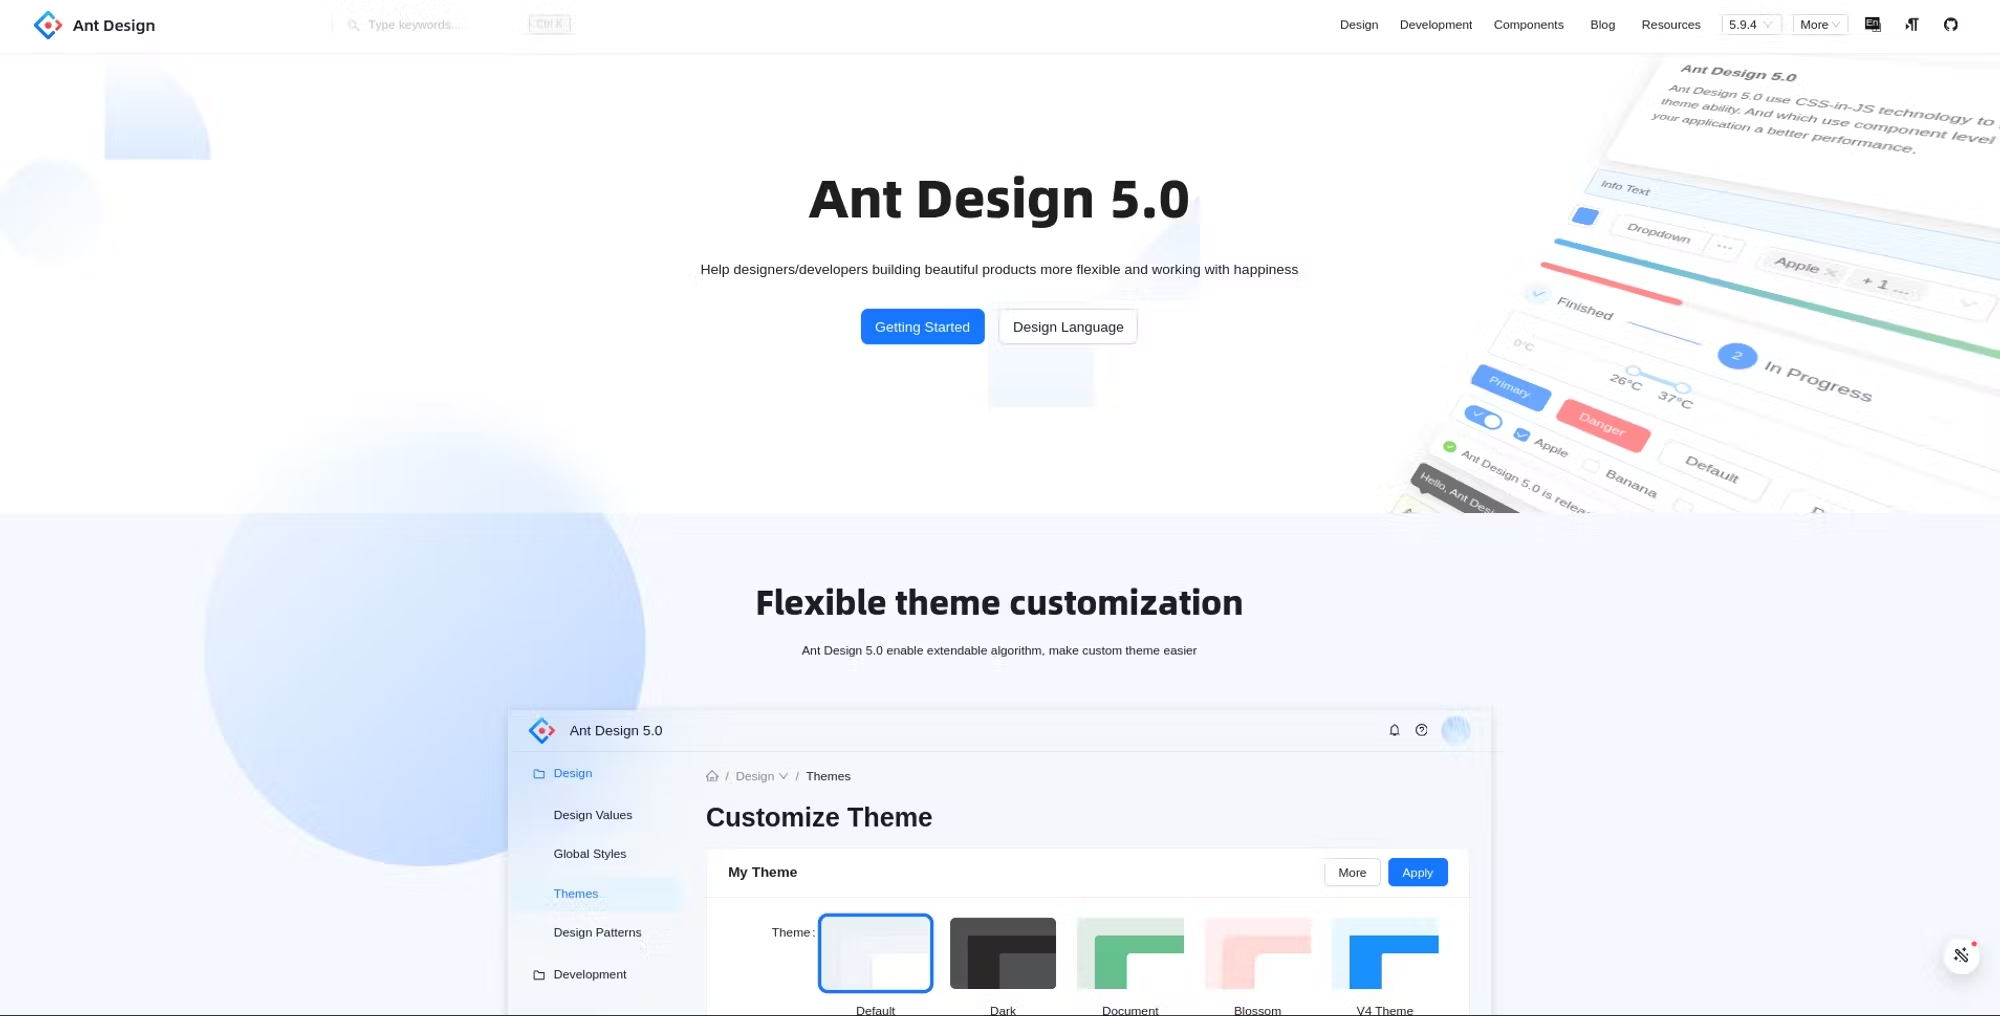 Ant Design
Type keywords...
Ctrl K
Design
Development
Components
Blog
Resources
5.9.4
More
En
Ant Design 5.0
Ant Design 5.0 use CSS-in-JS technology to
theme ability. And which use component level
your application a better performance.
Info Text
Dropdown
...
Apple
+ 1 ...
Finished
2
In Progress
0°C
26°C
37°C
Primary
Danger
Default
Apple
Banana
Ant Design 5.0 is relea
Hello, Ant Desi
Ant Design 5.0
Help designers/developers building beautiful products more flexible and working with happiness
Getting Started
Design Language
Flexible theme customization
Ant Design 5.0 enable extendable algorithm, make custom theme easier
Ant Design 5.0
Design
Design Values
Global Styles
Themes
Design Patterns
Development
/ Design / Themes
Customize Theme
My Theme
More
Apply
Theme :
Default
Dark
Document
Blossom
V4 Theme